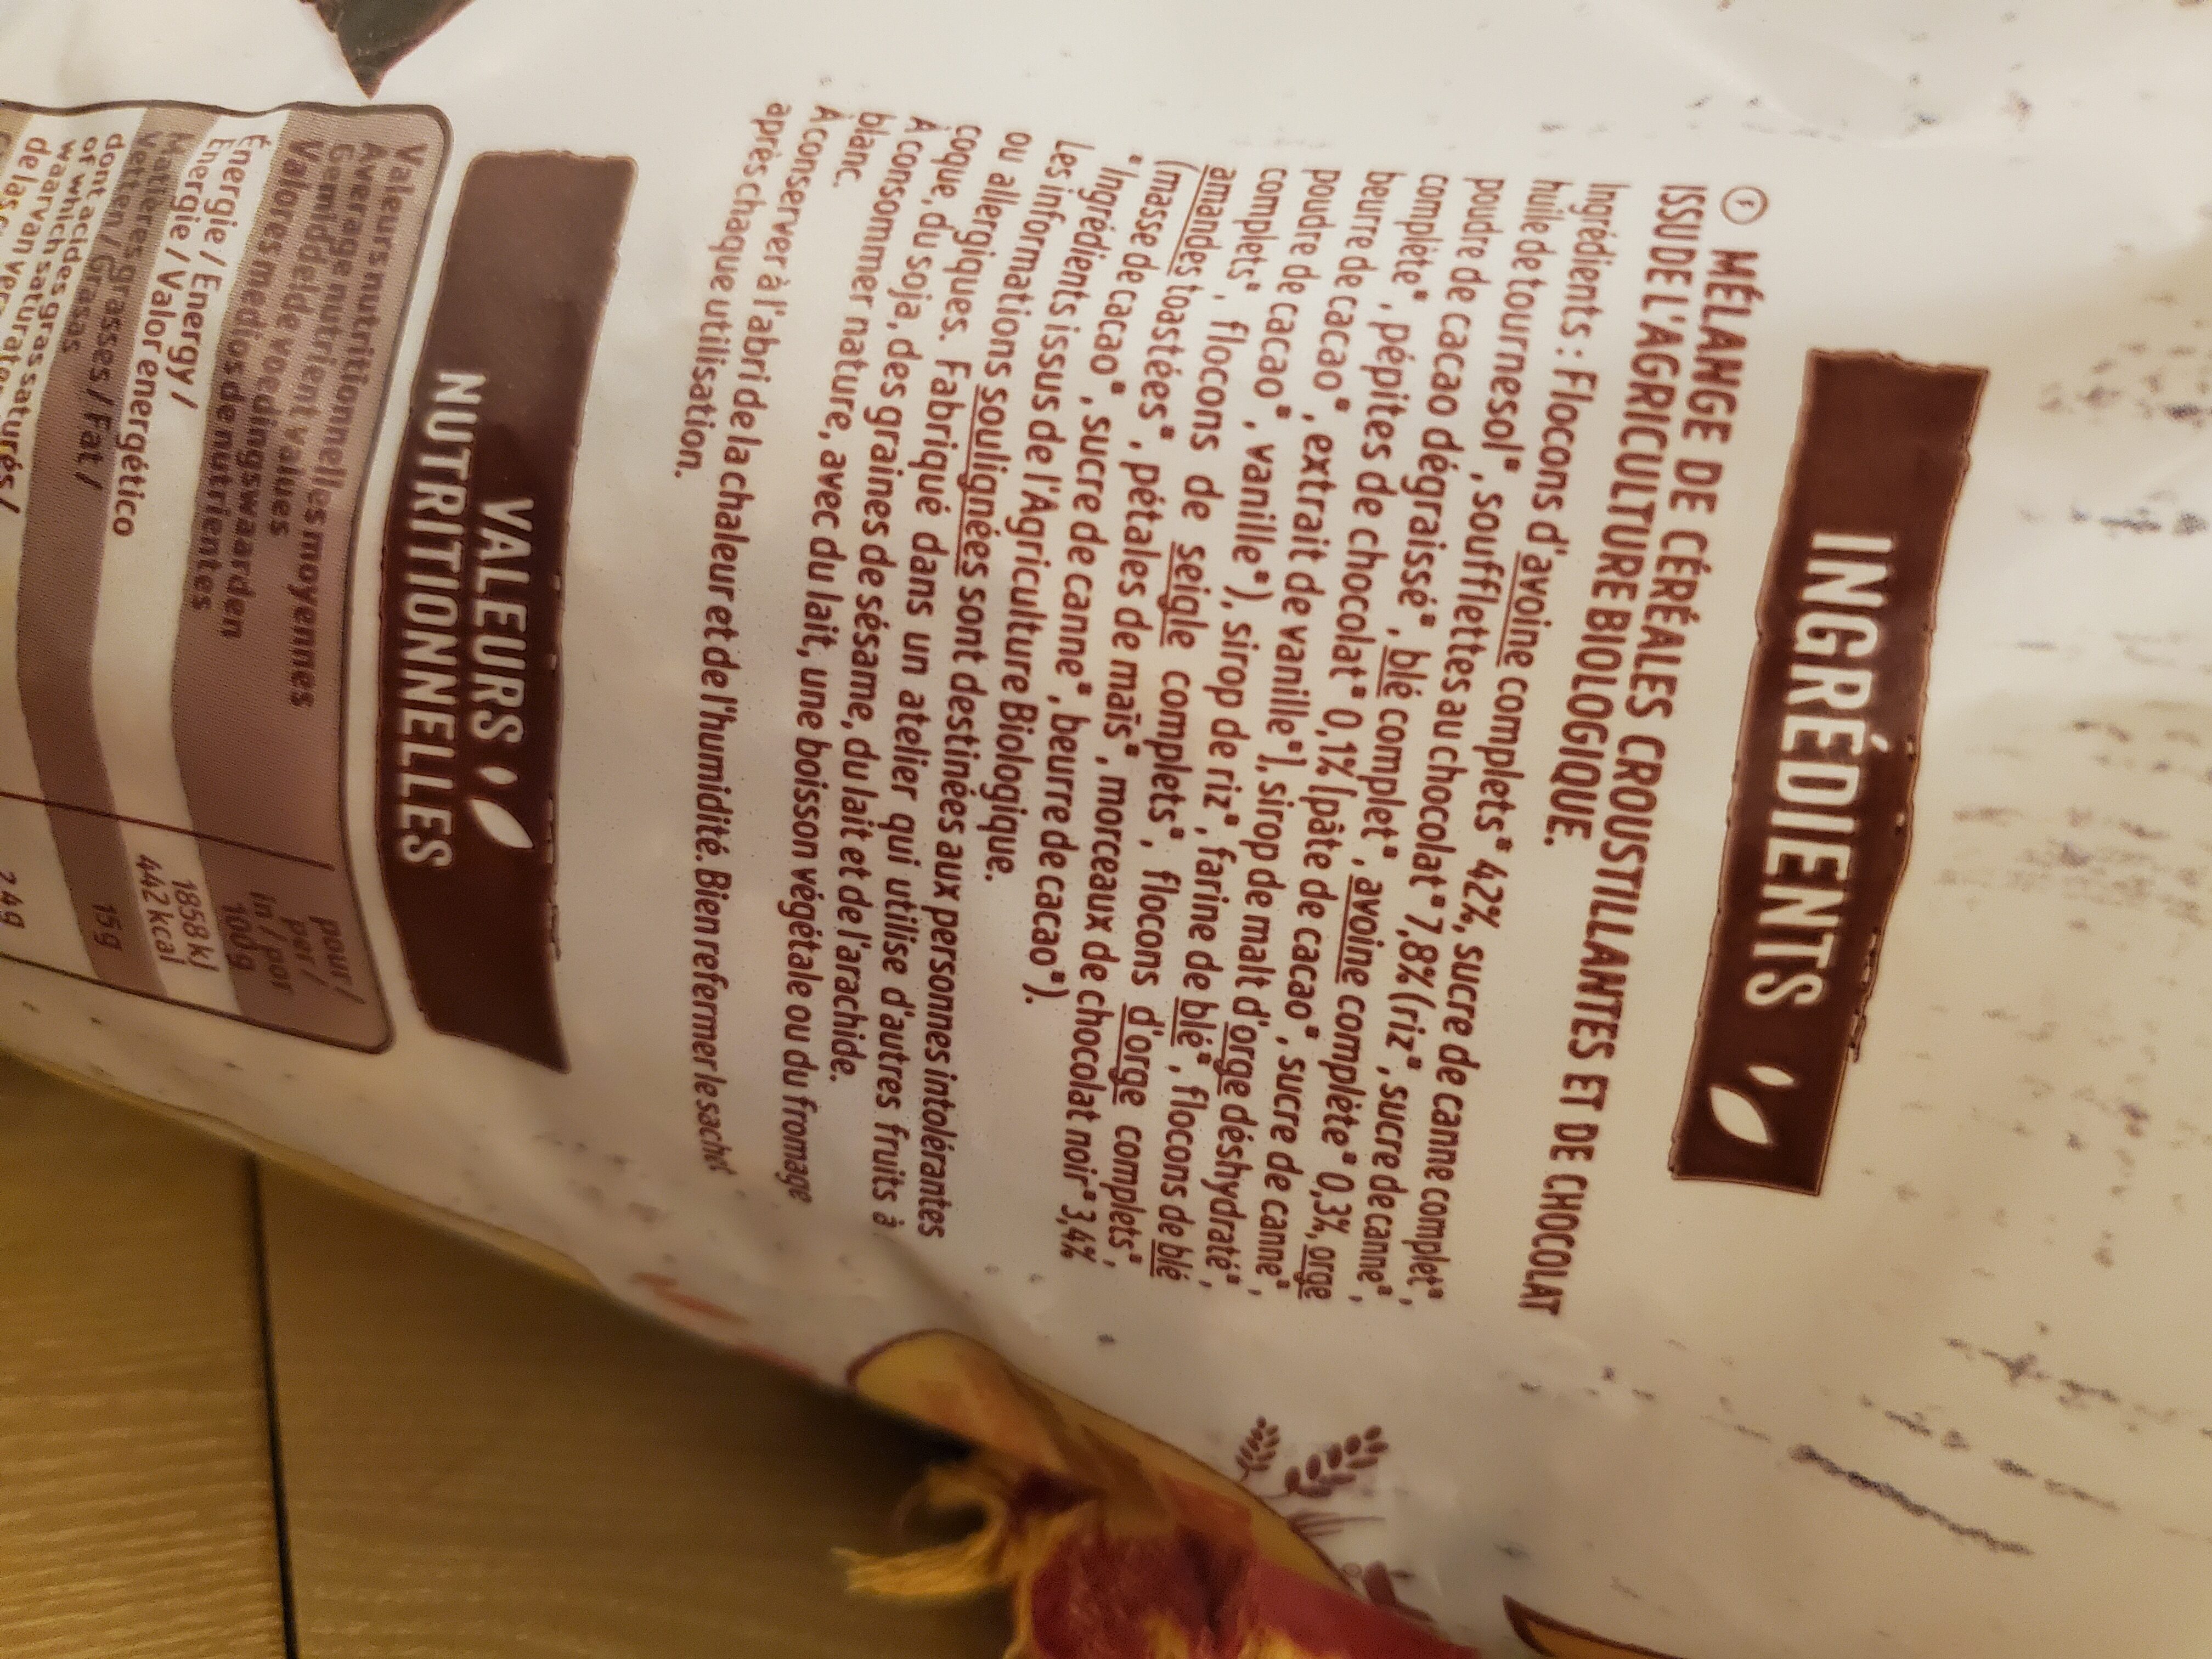 INGRÉDIENTS
F MÉLANGE DE CÉRÉALES CROUSTILLANTES ET DE CHOCOLAT
ISSU DE L'AGRICULTURE BIOLOGIQUE.
Ingrédients : Flocons d'avoine complets* 42%, sucre de canne complet*,
huile de tournesol*, soufflettes au chocolat* 7,8% (riz*, sucre de canne*,
poudre de cacao dégraissé*, blé complet*, avoine complète* 0,3%, orge
complète*, pépites de chocolat* 0,1% [pâte de cacao*, sucre de canne*,
beurre de cacao*, extrait de vanille*], sirop de malt d'orge déshydraté*,
poudre de cacao*, vanille*), sirop de riz*, farine de blé*, flocons de blé
complets*, flocons de seigle complets*, flocons d'orge complets*,
amandes toastées*, pétales de maïs*, morceaux de chocolat noir* 3,4%
(masse de cacao*, sucre de canne*, beurre de cacao*).
*Ingrédients issus de l'Agriculture Biologique.
Les informations soulignées sont destinées aux personnes intolérantes
ou allergiques. Fabriqué dans un atelier qui utilise d'autres fruits à
coque, du soja, des graines de sésame, du lait et de l'arachide.
A consommer nature, avec du lait, une boisson végétale ou du fromage
blanc.
A conserver à l'abri de la chaleur et de l'humidité. Bien refermer le sachet
après chaque utilisation.
VALEURS
NUTRITIONNELLES
Valeurs nutritionnelles moyennes
Average nutrient values
Gemiddelde voedingswaarden
Valores medios de nutrientes
pour /
per /
in / por
100g
Énergie / Energy /
Energie / Valor energético
1858 kJ
442 kcal
Matières grasses / Fat /
Vetten / Grasas
15g
dont acides gras saturés /
of which saturates
waarvan
2,4g